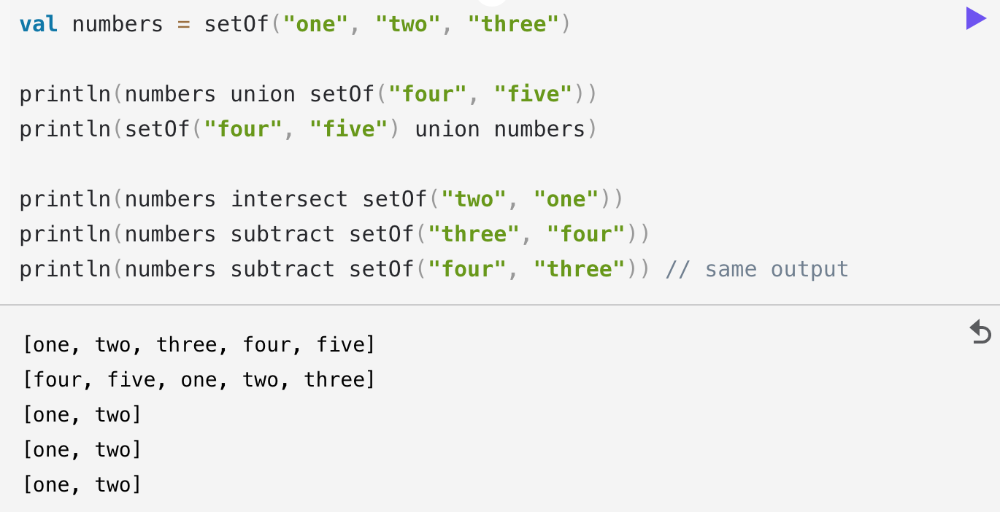 val numbers = setOf("one", "two", "three")
println(numbers union setOf("four", "five"))
println(setOf("four", "five") union numbers)
println(numbers intersect setOf("two", "one"))
println(numbers subtract setOf("three", "four"))
println(numbers subtract setOf("four", "three")) // same output
[one, two, three, four, five]
[four, five, one, two, three]
[one, two]
[one, two]
[one, two]